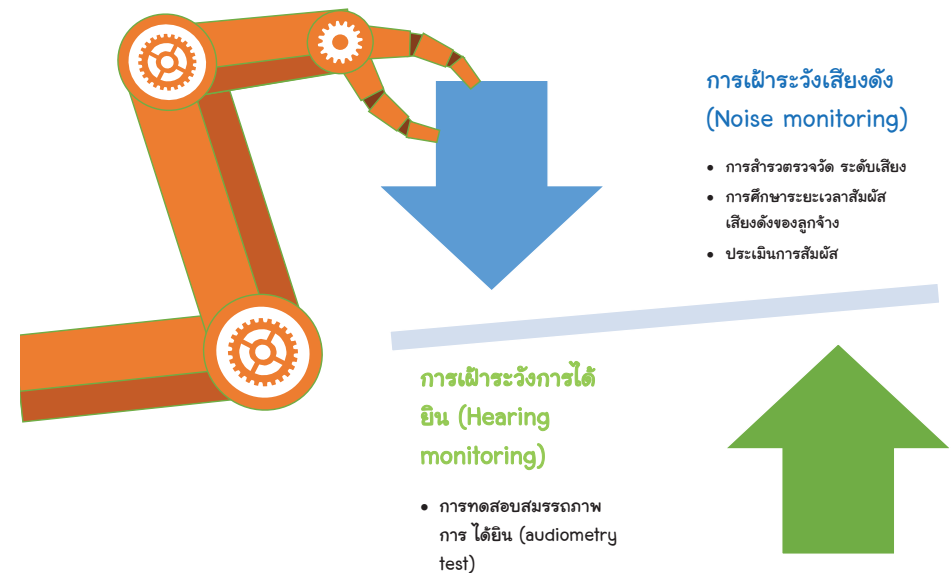 การเฝ้าระวังเสียงดัง
(Noise monitoring)
• การสำรวตรวจวัด ระดับเสียง
• การศึกษาระยะเวลาสัมผัส
เสียงดังของลูกจ้าง
• ประเมินการสัมผัส
การเฝ้าระวังการได้
ยิน (Hearing
monitoring)
• การทดสอบสมรรถภาพ
การ ได้ยิน (audiometry
test)